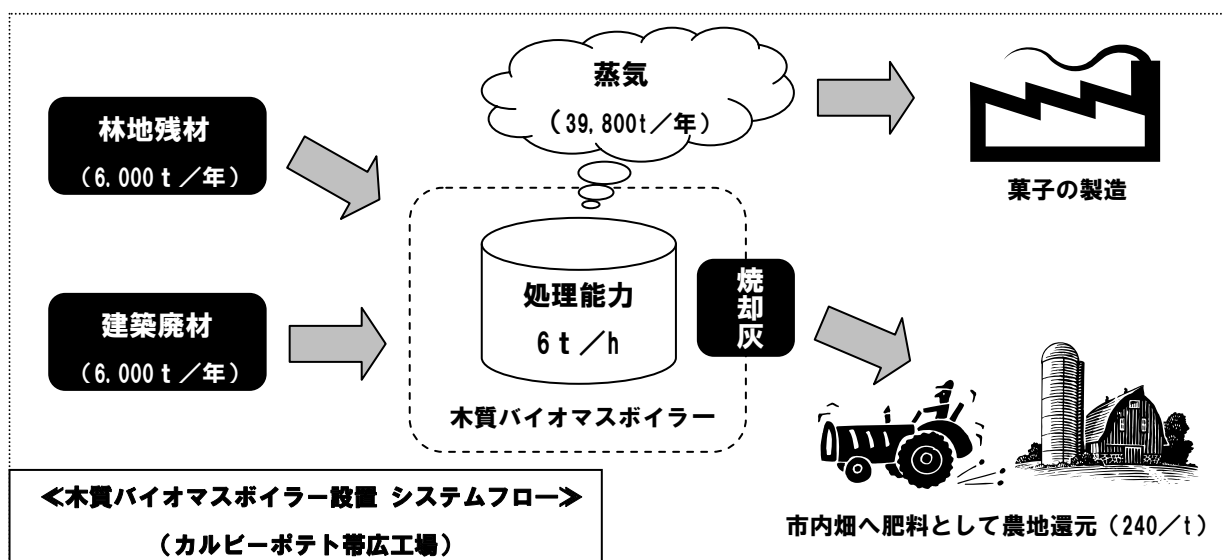 林地残材
（6,000ｔ／年）
建築廃材
（6,000ｔ／年）
蒸気
（39,800t／年）
処理能力
6ｔ／h
木質バイオマスボイラー
焼却灰
菓子の製造
市内畑へ肥料として農地還元（240／t）
≪木質バイオマスボイラー設置 システムフロー≫
（カルビーポテト帯広工場）